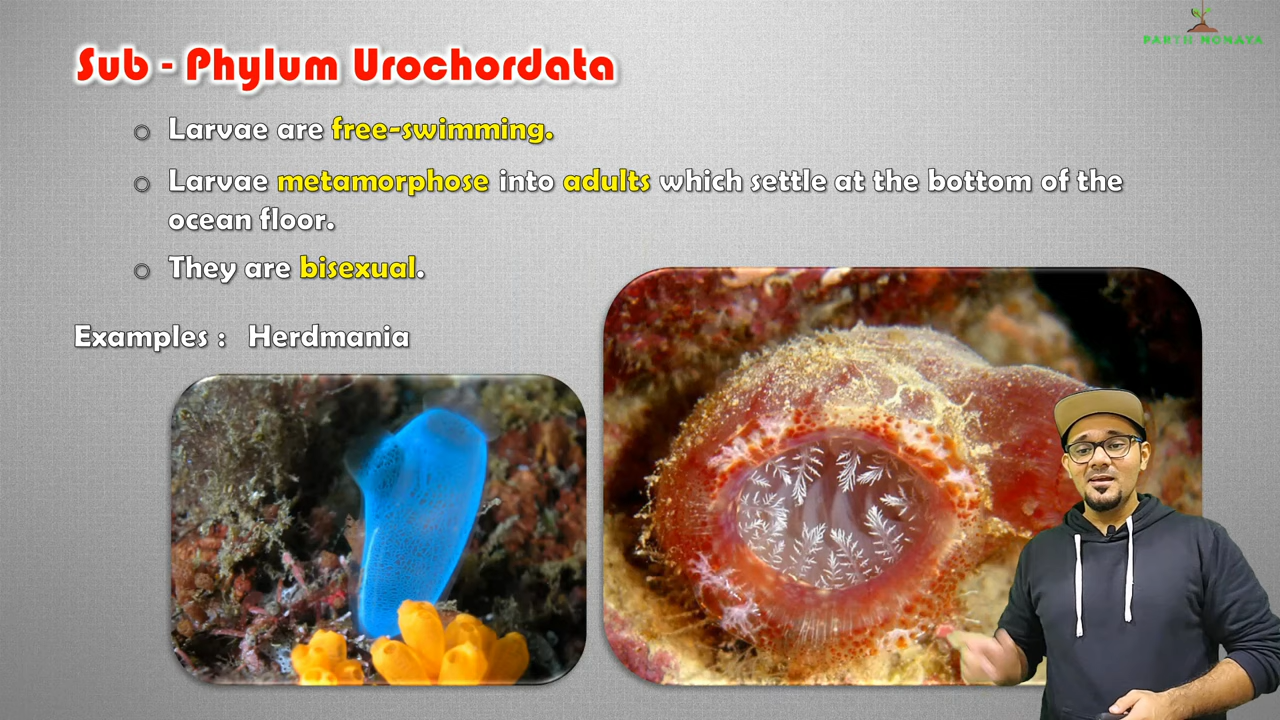 PARTH MOMAYA
Sub - Phylum Urochordata
Larvae are free-swimming.
Larvae metamorphose into adults which settle at the bottom of the
ocean floor.
They are bisexual.
Examples : Herdmania